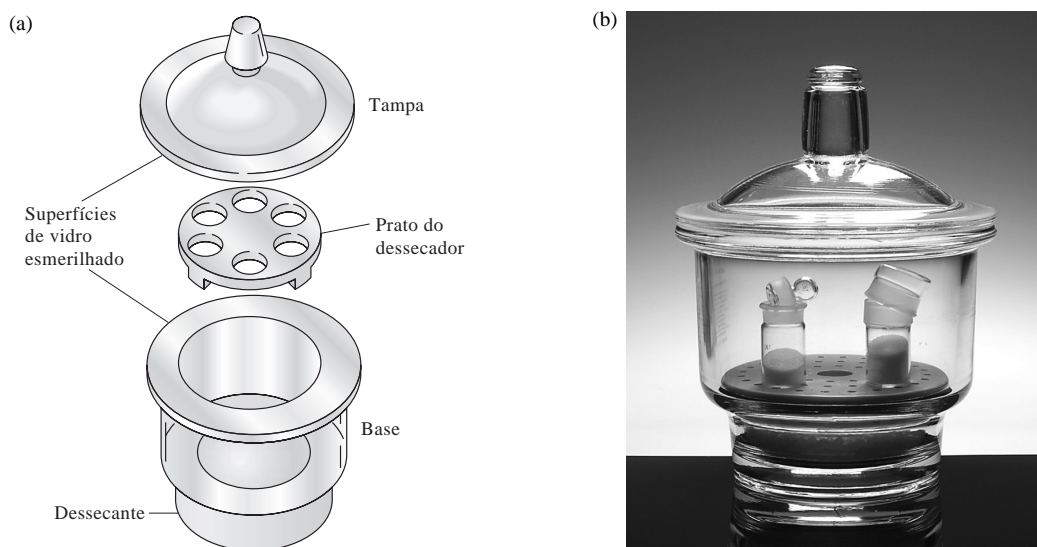 (a)
Tampa
Superfícies
de vidro
esmerilhado
Prato do
dessecador
Base
Dessecante
(b)